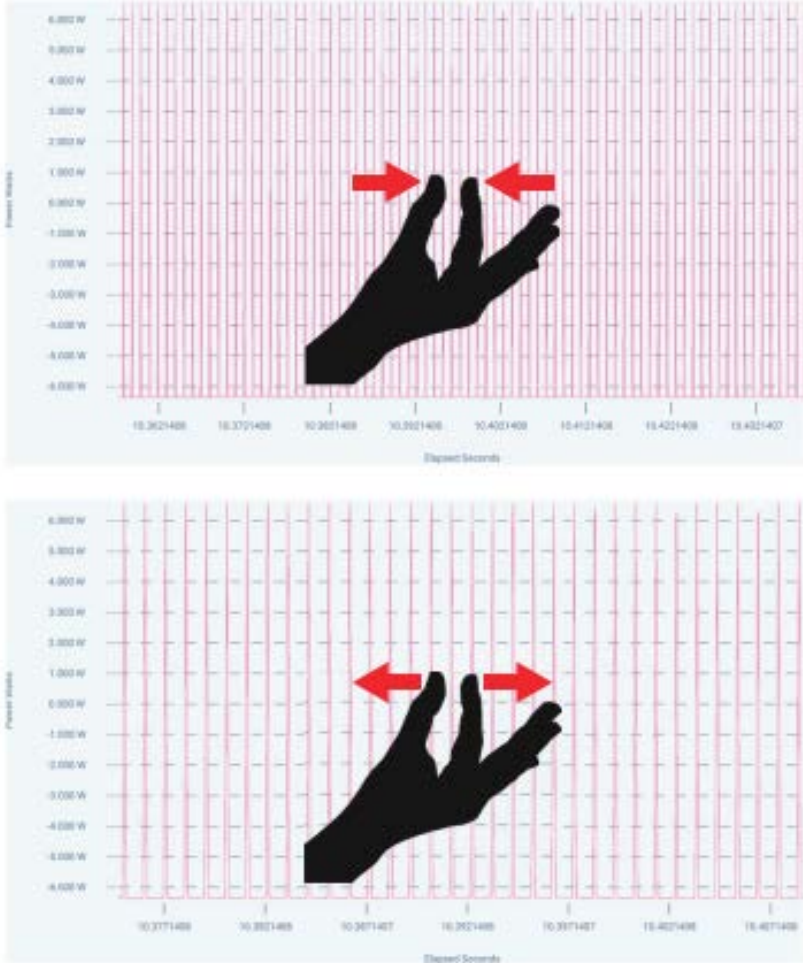 6.000 W
5.000 W
4.000 W
3.000 W
2.000 W
1.000 W
0.000 W
-1.000 W
-2.000 W
-3.000 W
-4.000 W
-5.000 W
-6.000 W
Power Watts
10.3621408 10.3721408 10.4021408 10.4121408 10.4221408
Elapsed Seconds
6.000 W
5.000 W
4.000 W
3.000 W
2.000 W
1.000 W
0.000 W
-1.000 W
-2.000 W
-3.000 W
-4.000 W
-5.000 W
-6.000 W
Power Watts
10.3771408 10.3921408
Elapsed Seconds